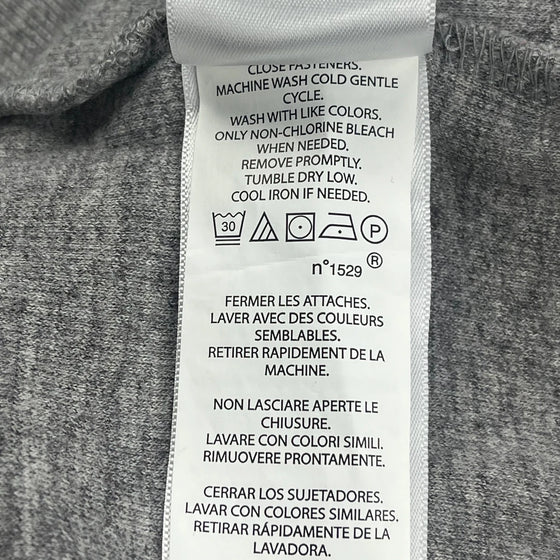 CLOSE FASTENERS.
MACHINE WASH COLD GENTLE
CYCLE.
WASH WITH LIKE COLORS.
ONLY NON-CHLORINE BLEACH
WHEN NEEDED.
REMOVE PROMPTLY.
TUMBLE DRY LOW.
COOL IRON IF NEEDED.
30 P
n°1529 ®
FERMER LES ATTACHES.
LAVER AVEC DES COULEURS
SEMBLABLES.
RETIRER RAPIDEMENT DE LA
MACHINE.
NON LASCIARE APERTE LE
CHIUSURE.
LAVARE CON COLORI SIMILI.
RIMUOVERE PRONTAMENTE.
CERRAR LOS SUJETADORES.
LAVAR CON COLORES SIMILARES.
RETIRAR RÁPIDAMENTE DE LA
LAVADORA.